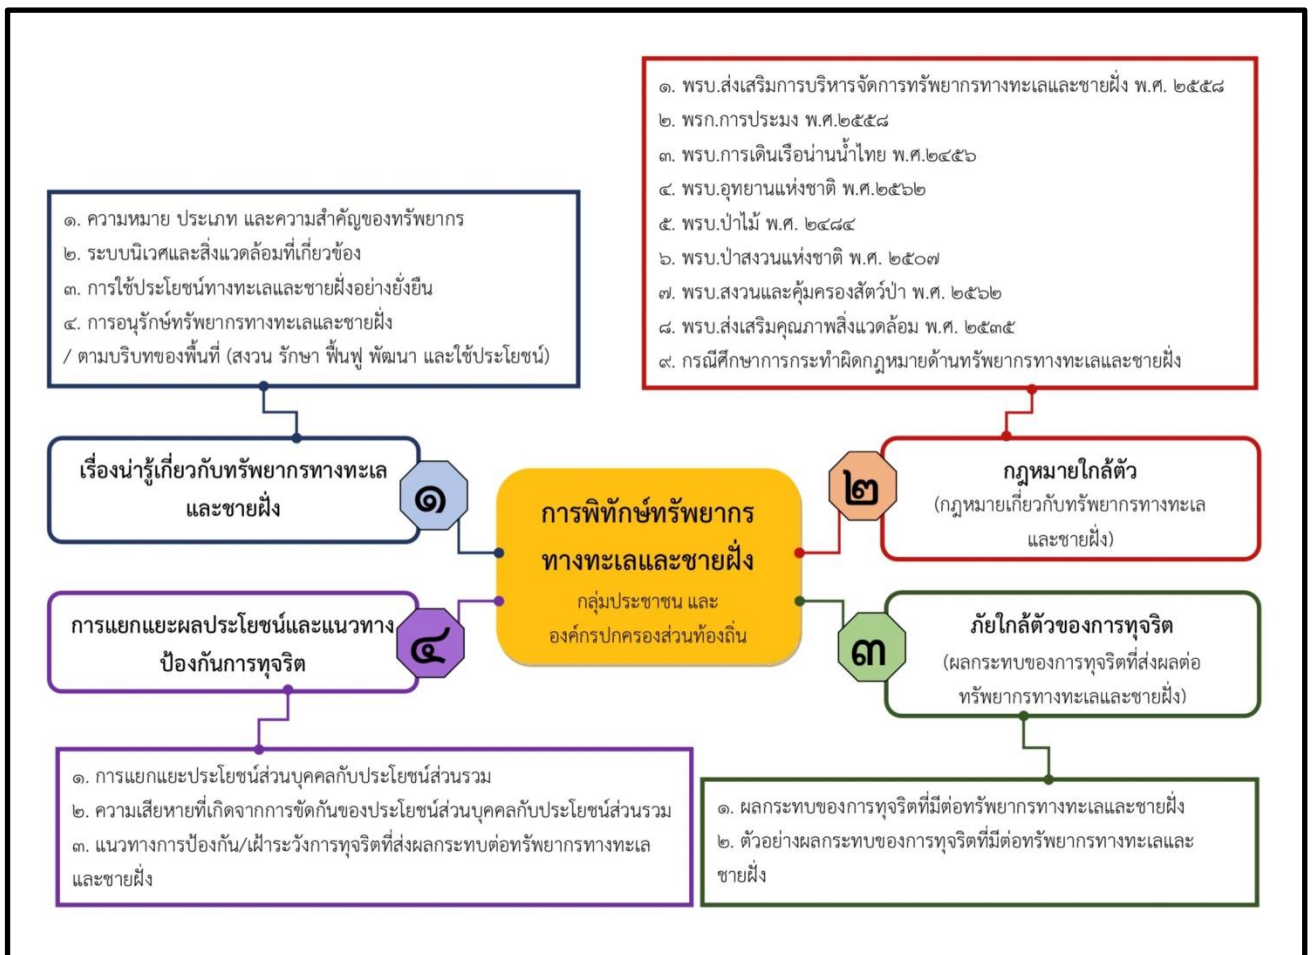 ๑. ความหมาย ประเภท และความสำคัญของทรัพยากร
๒. ระบบนิเวศและสิ่งแวดล้อมที่เกี่ยวข้อง
๓. การใช้ประโยชน์ทางทะเลและชายฝั่งอย่างยั่งยืน
๔. การอนุรักษ์ทรัพยากรทางทะเลและชายฝั่ง
/ ตามบริบทของพื้นที่ (สงวน รักษา ฟื้นฟู พัฒนา และใช้ประโยชน์)
เรื่องน่ารู้เกี่ยวกับทรัพยากรทางทะเล
และชายฝั่ง
๑
๑. พรบ.ส่งเสริมการบริหารจัดการทรัพยากรทางทะเลและชายฝั่ง พ.ศ. ๒๕๕๘
๒. พรก.การประมง พ.ศ.๒๕๕๘
๓. พรบ.การเดินเรือน่านน้ำไทย พ.ศ.๒๔๕๖
๔. พรบ.อุทยานแห่งชาติ พ.ศ.๒๕๖๒
๕. พรบ.ป่าไม้ พ.ศ. ๒๔๘๔
๖. พรบ.ป่าสงวนแห่งชาติ พ.ศ. ๒๕๐๗
๗. พรบ.สงวนและคุ้มครองสัตว์ป่า พ.ศ. ๒๕๖๒
๘. พรบ.ส่งเสริมคุณภาพสิ่งแวดล้อม พ.ศ. ๒๕๓๕
๙. กรณีศึกษาการกระทำผิดกฎหมายด้านทรัพยากรทางทะเลและชายฝั่ง
๒
กฎหมายใกล้ตัว
(กฎหมายเกี่ยวกับทรัพยากรทางทะเล
และชายฝั่ง)
การพิทักษ์ทรัพยากร
ทางทะเลและชายฝั่ง
กลุ่มประชาชน และ
องค์กรปกครองส่วนท้องถิ่น
๓
ภัยใกล้ตัวของการทุจริต
(ผลกระทบของการทุจริตที่ส่งผลต่อ
ทรัพยากรทางทะเลและชายฝั่ง)
๑. ผลกระทบของการทุจริตที่มีต่อทรัพยากรทางทะเลและชายฝั่ง
๒. ตัวอย่างผลกระทบของการทุจริตที่มีต่อทรัพยากรทางทะเลและ
ชายฝั่ง
การแยกแยะผลประโยชน์และแนวทาง
ป้องกันการทุจริต
๔
๑. การแยกแยะประโยชน์ส่วนบุคคลกับประโยชน์ส่วนรวม
๒. ความเสียหายที่เกิดจากการขัดกันของประโยชน์ส่วนบุคคลกับประโยชน์ส่วนรวม
๓. แนวทางการป้องกัน/เฝ้าระวังการทุจริตที่ส่งผลกระทบต่อทรัพยากรทางทะเล
และชายฝั่ง